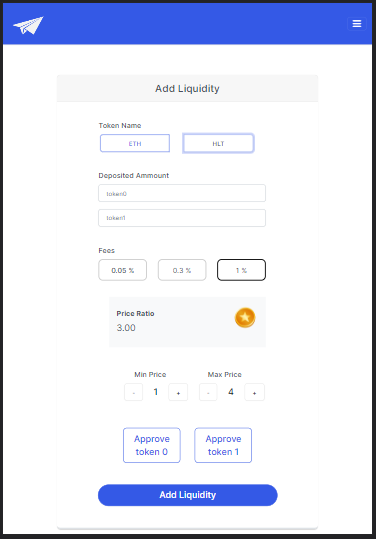 Add Liquidity
Token Name
ETH HLT
Deposited Ammount
token0
token1
Fees
0.05 % 0.3 % 1 %
Price Ratio
3.00
Min Price Max Price
- 1 + - 4 +
Approve token 0 Approve token 1
Add Liquidity